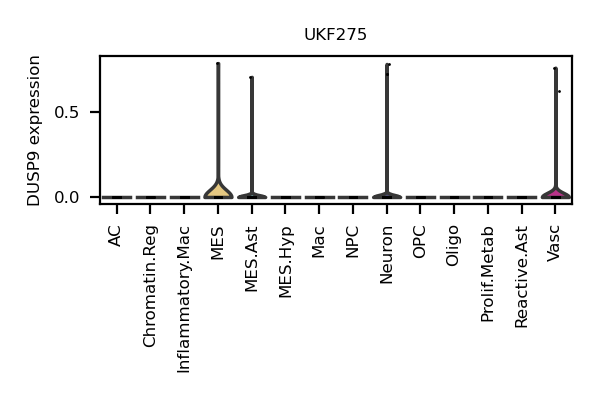 UKF275
DUSP9 expression
0.5
0.0
AC
Chromatin.Reg
Inflammatory.Mac
MES
MES.Ast
MES.Hyp
Mac
NPC
Neuron
OPC
Oligo
Prolif.Metab
Reactive.Ast
Vasc